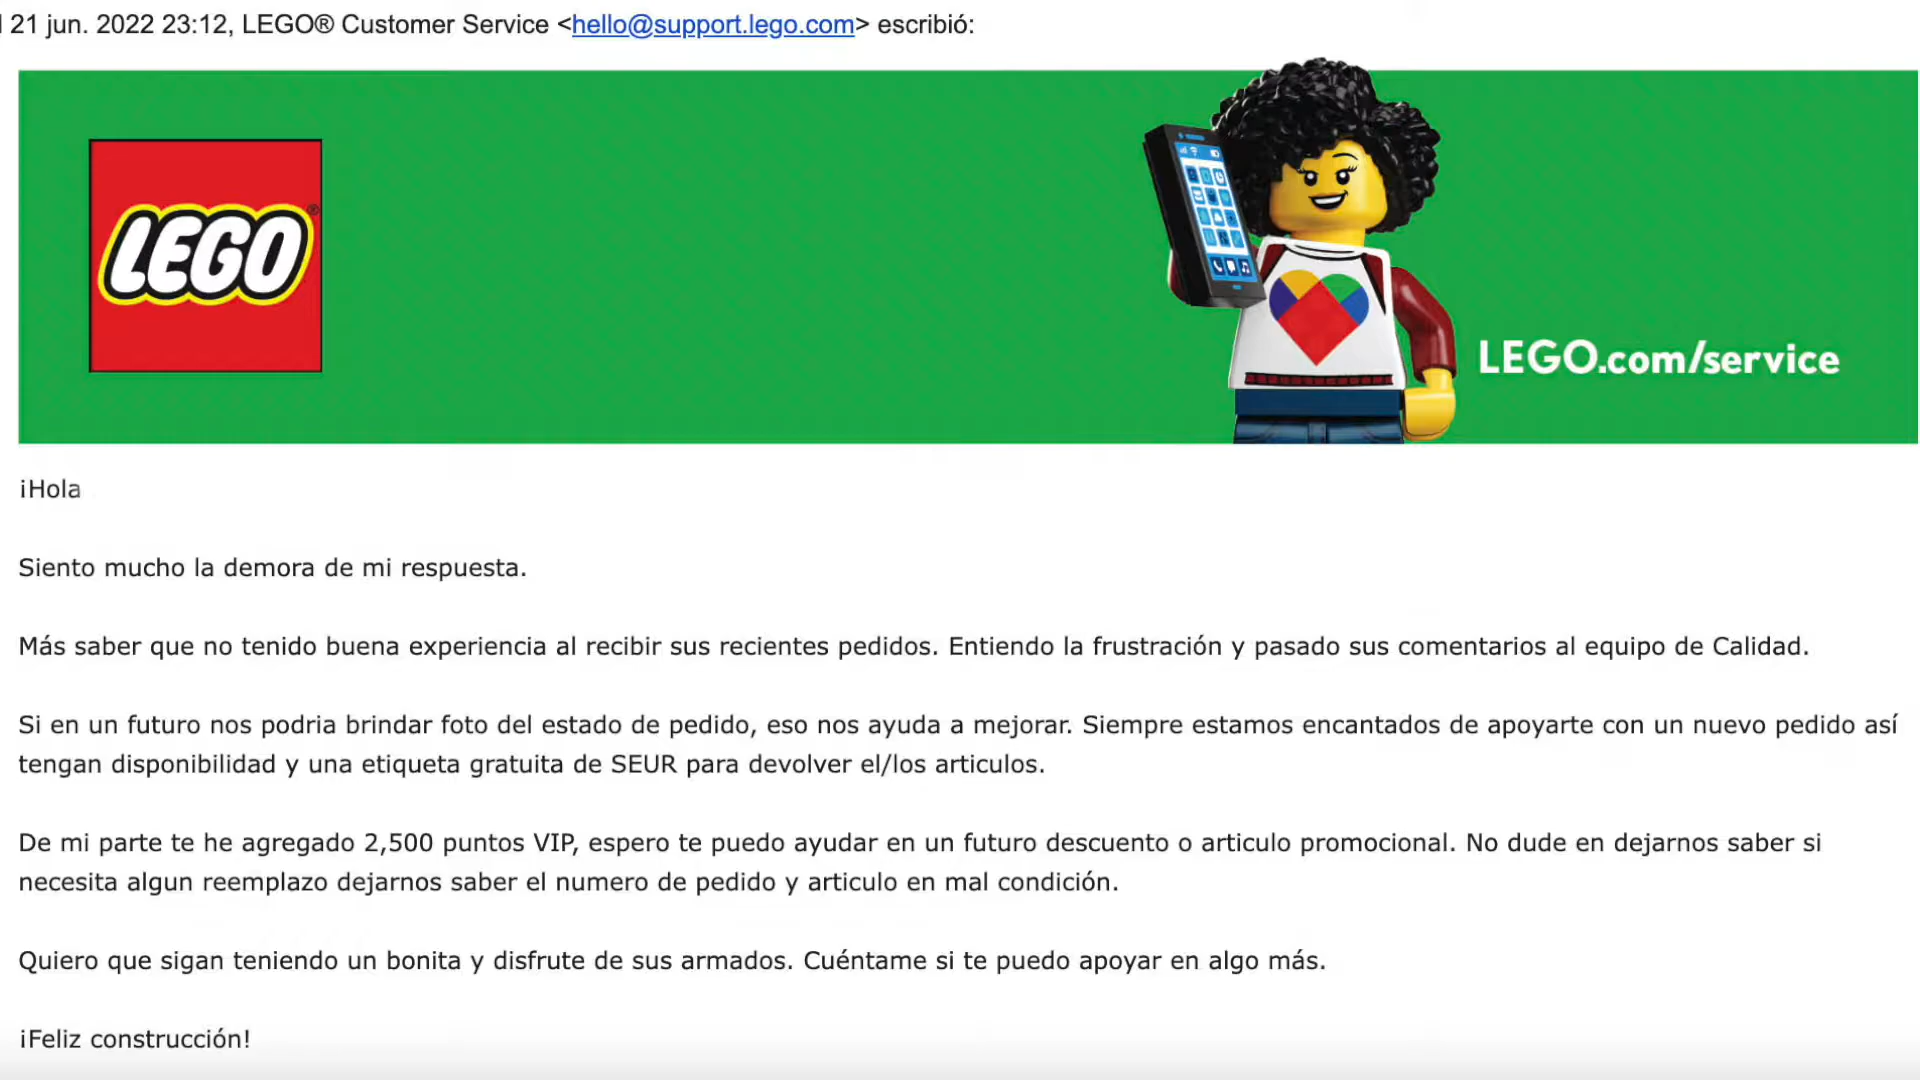 21 jun. 2022 23:12, LEGO® Customer Service <hello@support.lego.com> escribió:
LEGO®
LEGO.com/service
¡Hola
Siento mucho la demora de mi respuesta.
Más saber que no tenido buena experiencia al recibir sus recientes pedidos. Entiendo la frustración y pasado sus comentarios al equipo de Calidad.
Si en un futuro nos podria brindar foto del estado de pedido, eso nos ayuda a mejorar. Siempre estamos encantados de apoyarte con un nuevo pedido así
tengan disponibilidad y una etiqueta gratuita de SEUR para devolver el/los articulos.
De mi parte te he agregado 2,500 puntos VIP, espero te puedo ayudar en un futuro descuento o articulo promocional. No dude en dejarnos saber si
necesita algun reemplazo dejarnos saber el numero de pedido y articulo en mal condición.
Quiero que sigan teniendo un bonita y disfrute de sus armados. Cuéntame si te puedo apoyar en algo más.
¡Feliz construcción!